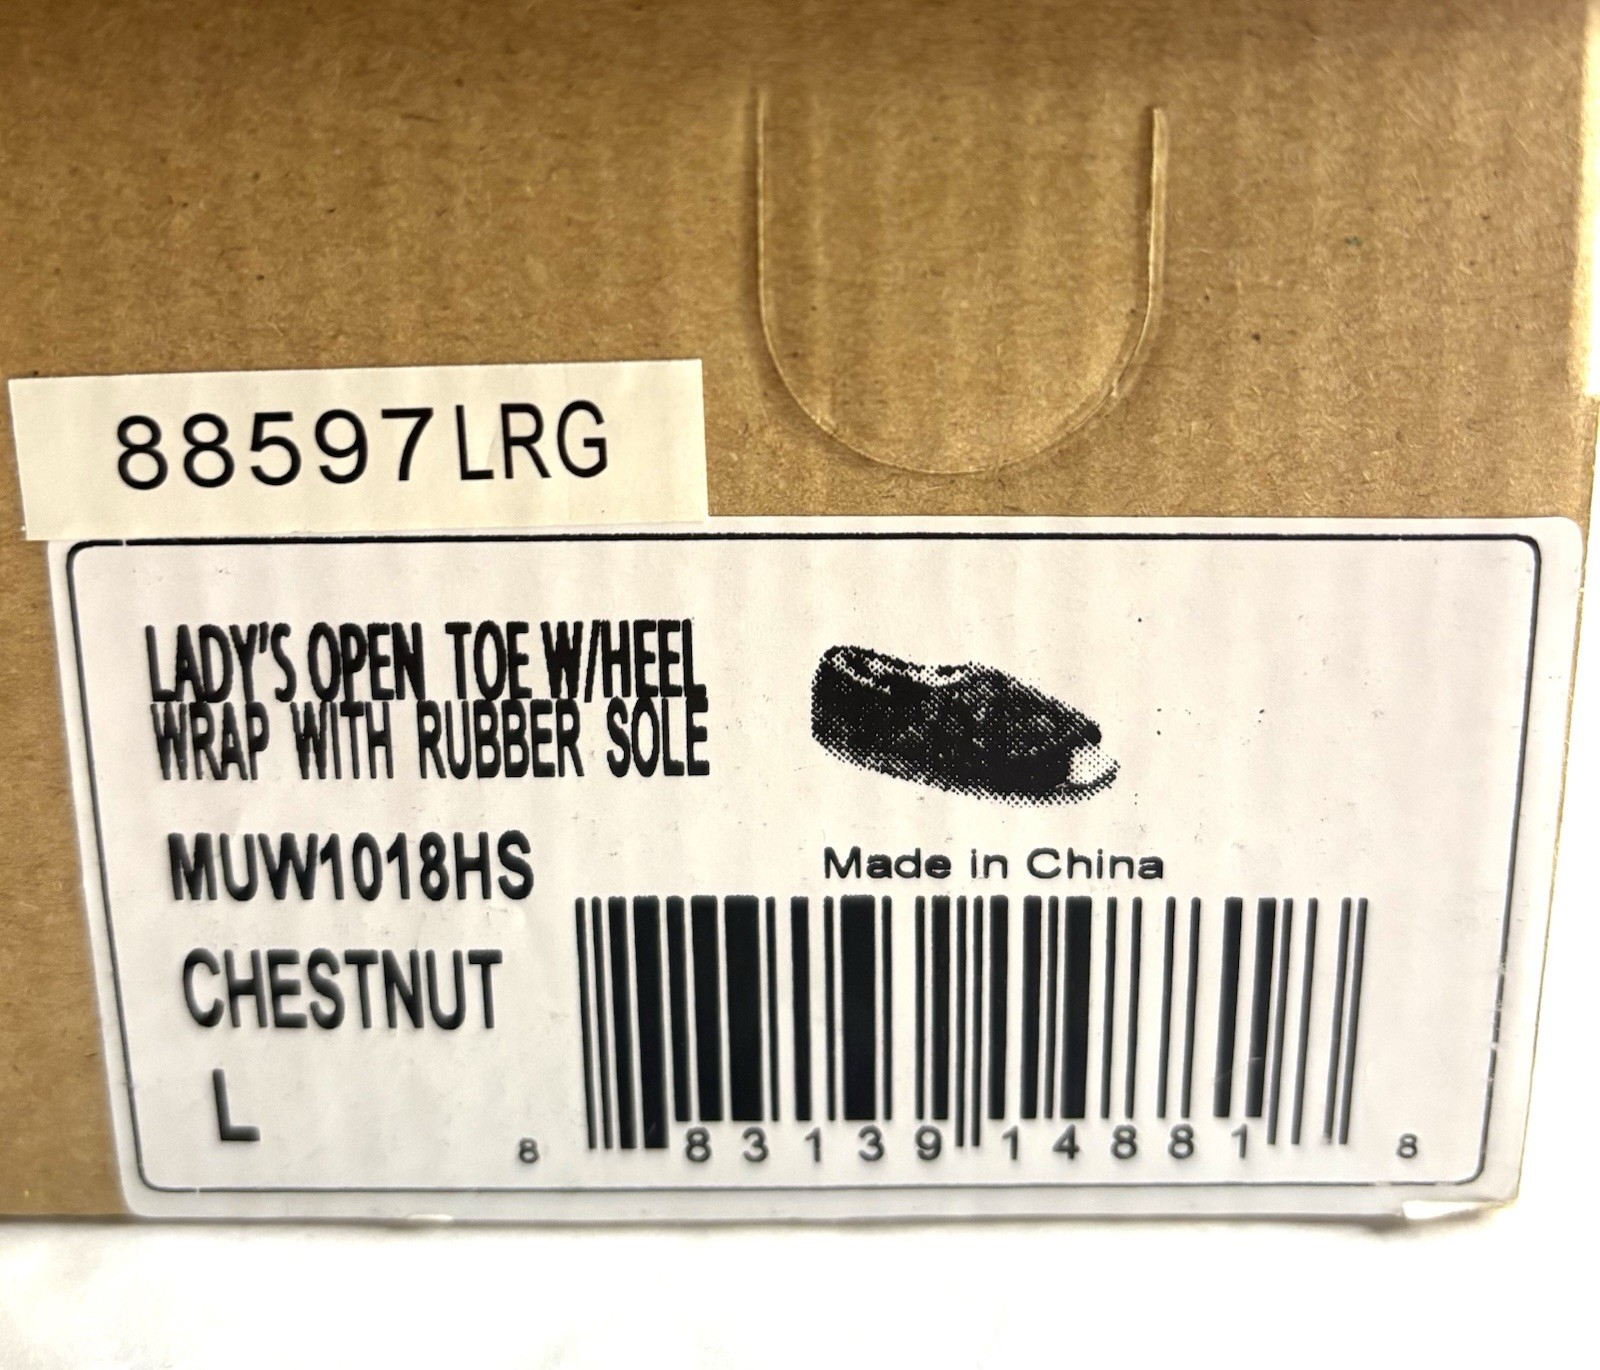 88597LRG
LADY'S OPEN TOE W/HEEL
WRAP WITH RUBBER SOLE
MUW1018HS
Made in China
CHESTNUT
L
8 83139 14881 8